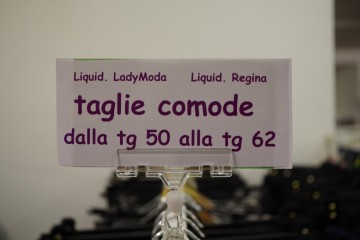 Liquid. LadyModa Liquid. Regina
taglie comode
dalla tg 50 alla tg 62